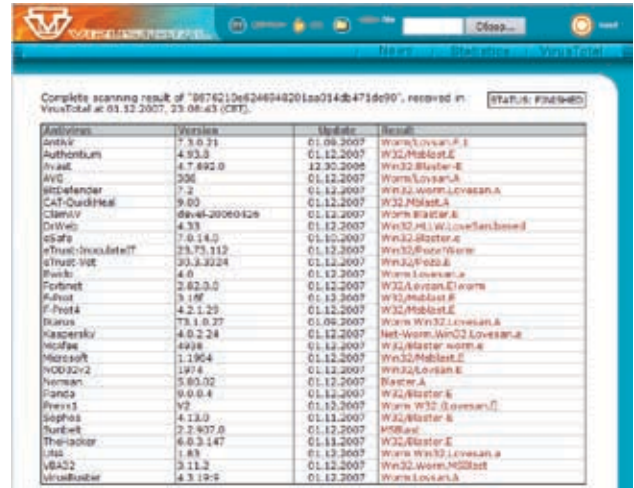 VIRUSTOTAL
News Statistics VirusTotal
Complete scanning result of received in
VirusTotal at 01.12.2007, 23:08:43 (CET).
STATUS: FINISHED
Antivirus Version Update Result
AntiVir 7.3.0.21 01.09.2007 Worm/Lovsan.
Authentium 4.93.8 01.12.2007 W32/Msblast.E
Avast 4.7.892.0 12.30.2006 Win32:Blaster-E
AVG 386 01.12.2007 Worm/Lovsan.A
BitDefender 7.2 01.12.2007 Win32.Worm.Lovesan.A
CAT-QuickHeal 9.00 01.12.2007 W32.Msblast.A
ClamAV devel-20060426 01.12.2007 Worm.Blaster.E
DrWeb 4.33 01.12.2007 Win32.HLLW.LoveSan.based
eSafe 7.0.14.0 01.10.2007 Win32.Blaster.e
eTrust-InoculateIT 23.73.112 01.12.2007 Win32/Poza!Worm
eTrust-Vet 30.3.3324 01.12.2007 Win32/Poza.E
Ewido 4.0 01.12.2007 Worm.Lovesan.a
Fortinet 2.82.0.0 01.12.2007 W32/Lovsan.E!worm
F-Prot 3.16f 01.12.2007 W32/Msblast.E
F-Prot4 4.2.1.29 01.12.2007 W32/Msblast.E
Ikarus T3.1.0.27 01.09.2007 Worm.Win32.Lovesan.A
Kaspersky 4.0.2.24 01.12.2007 Net-Worm.Win32.Lovesan.a
McAfee 4938 01.12.2007 W32/Blaster.worm.e
Microsoft 1.1904 01.12.2007 Win32/Msblast.E
NOD32v2 1974 01.12.2007 Win32/Lovsan.E
Norman 5.80.02 01.12.2007 Blaster.A
Panda 9.0.0.4 01.12.2007 W32/Blaster.E
Prevx1 V2 01.12.2007 Worm.W32
Sophos 4.13.0 01.11.2007 W32/Blaster-E
Sunbelt 2.2.907.0 01.12.2007 MSBlast
TheHacker 6.0.3.147 01.11.2007 W32/Blaster.E
UNA 1.83 01.12.2007 Worm.Win32.Lovesan.a
VBA32 3.11.2 01.12.2007 Win32.Worm.MSBlast
VirusBuster 4.3.19:9 01.12.2007 Worm.Lovsan.A